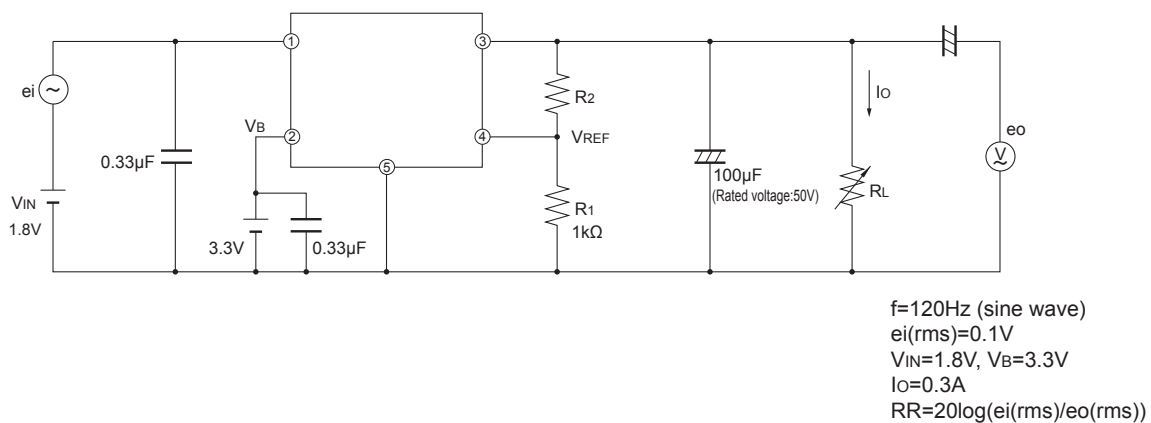 ①
③
ei
~
R2
Io
VB
②
④
VREF
eo
V
~
0.33µF
⑤
100µF
(Rated voltage:50V)
RL
VIN
1.8V
R1
1kΩ
3.3V
0.33µF
f=120Hz (sine wave)
ei(rms)=0.1V
VIN=1.8V, VB=3.3V
Io=0.3A
RR=20log(ei(rms)/eo(rms))